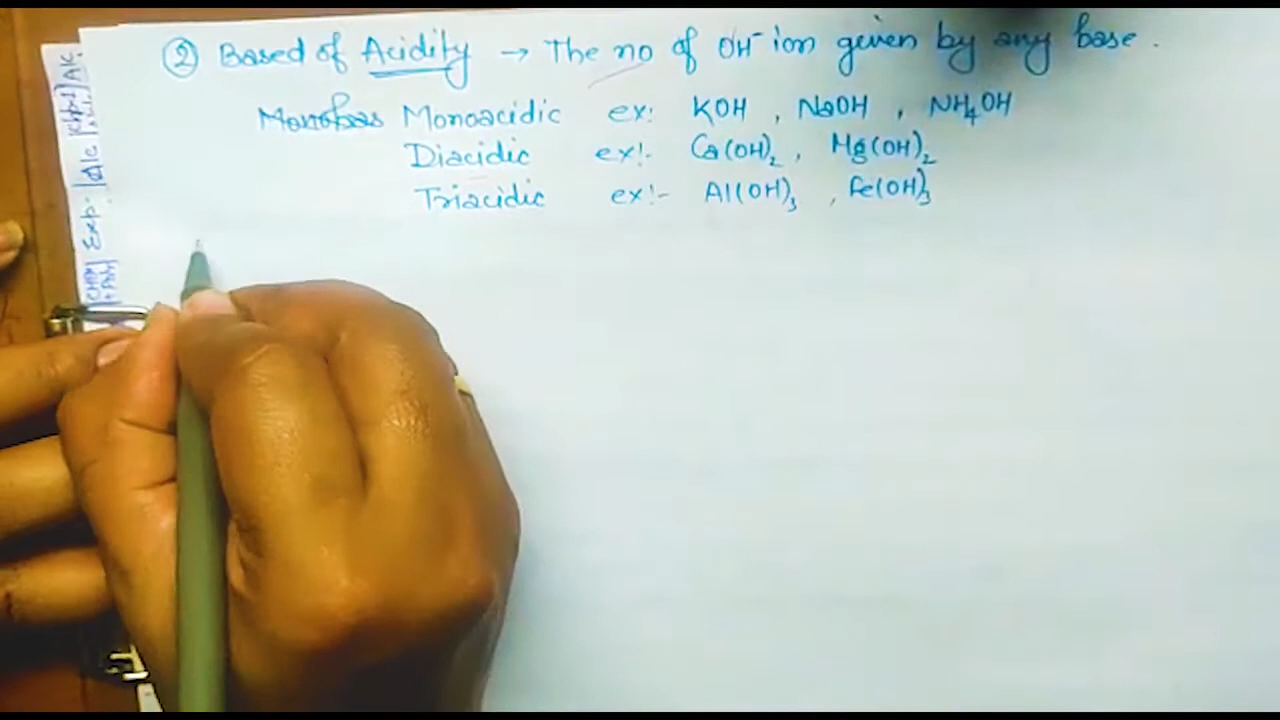 ② Based of Acidity → The no of OH⁻ ion given by any base.
Monobas Monoacidic ex: KOH, NaOH, NH₄OH
Diacidic ex:- Ca(OH)₂, Mg(OH)₂
Triacidic ex:- Al(OH)₃, Fe(OH)₃
Exp.